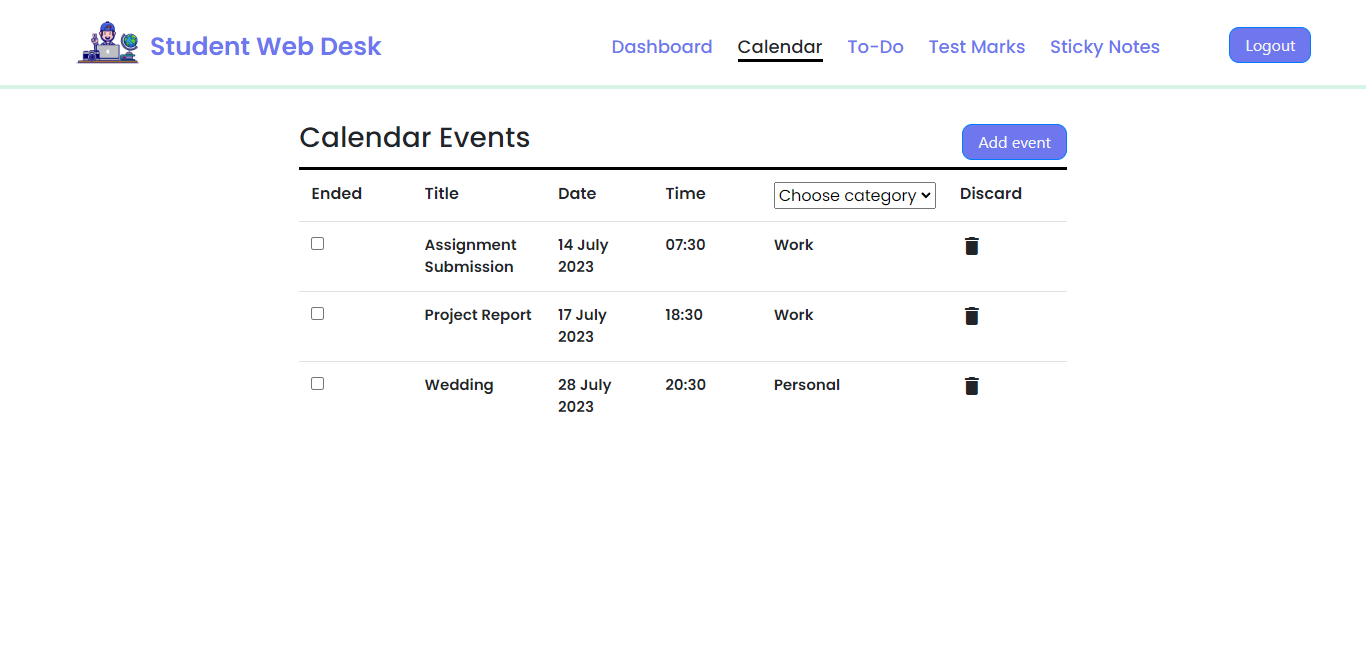 Student Web Desk Dashboard Calendar To-Do Test Marks Sticky Notes Logout
Calendar Events Add event
Ended Title Date Time Choose category Discard
Assignment 14 July 07:30 Work
Submission 2023
Project Report 17 July 18:30 Work
2023
Wedding 28 July 20:30 Personal
2023